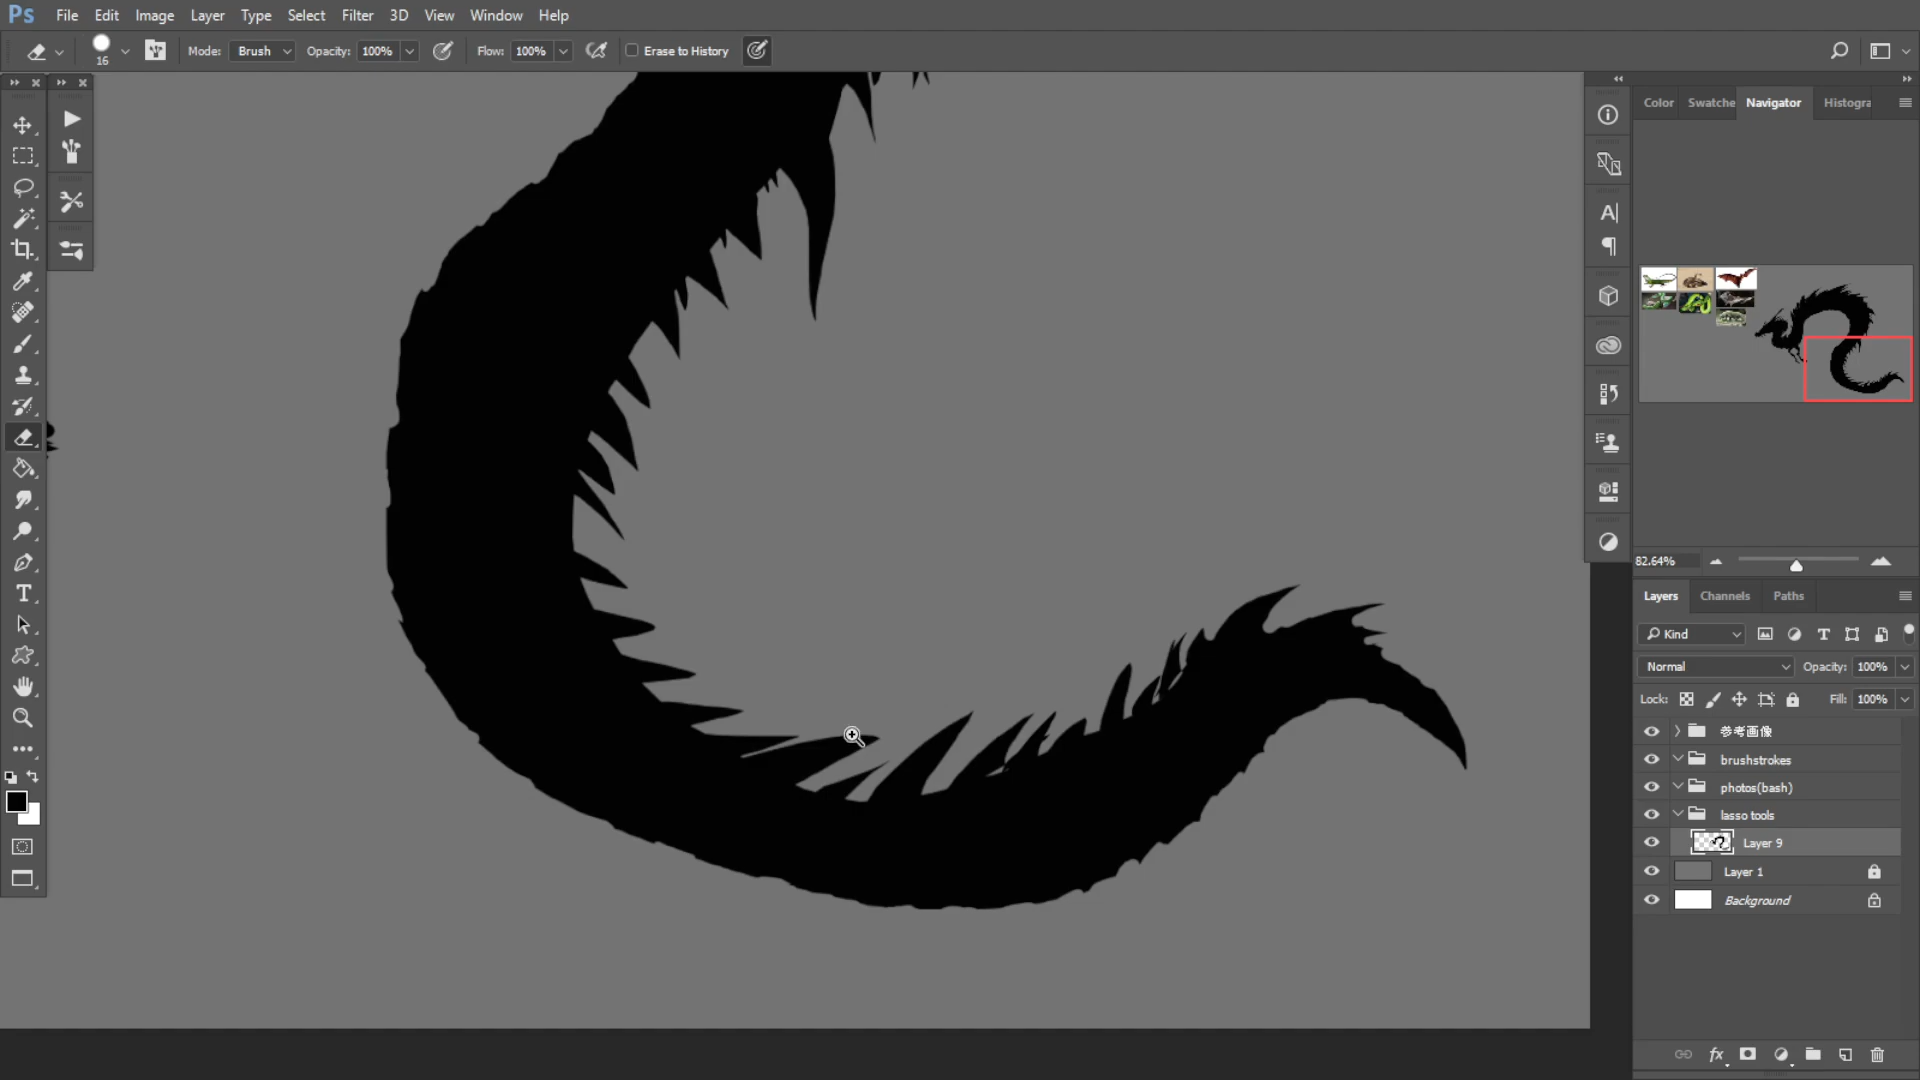 Ps File Edit Image Layer Type Select Filter 3D View Window Help
16 Mode: Brush Opacity: 100% Flow: 100% Erase to History
Color Swatche Navigator Histogra
82.64%
Layers Channels Paths
Kind
Normal Opacity: 100%
Lock: Fill: 100%
参考画像
brushstrokes
photos(bash)
lasso tools
Layer 9
Layer 1
Background